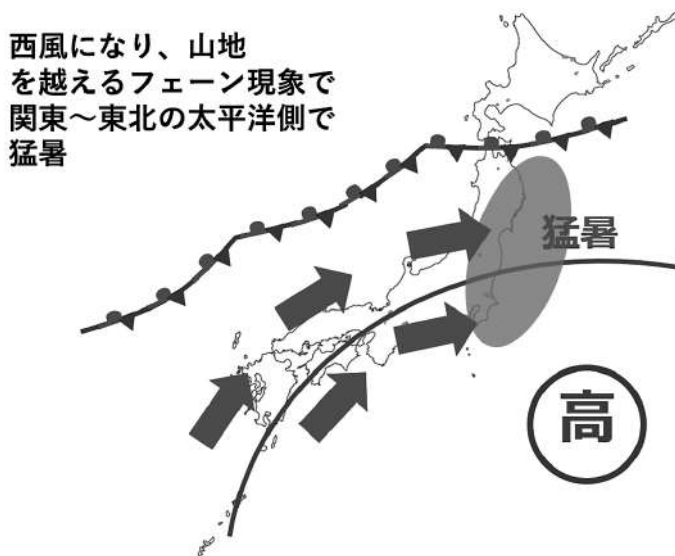 西風になり、山地
を越えるフェーン現象で
関東～東北の太平洋側で
猛暑
猛暑
高